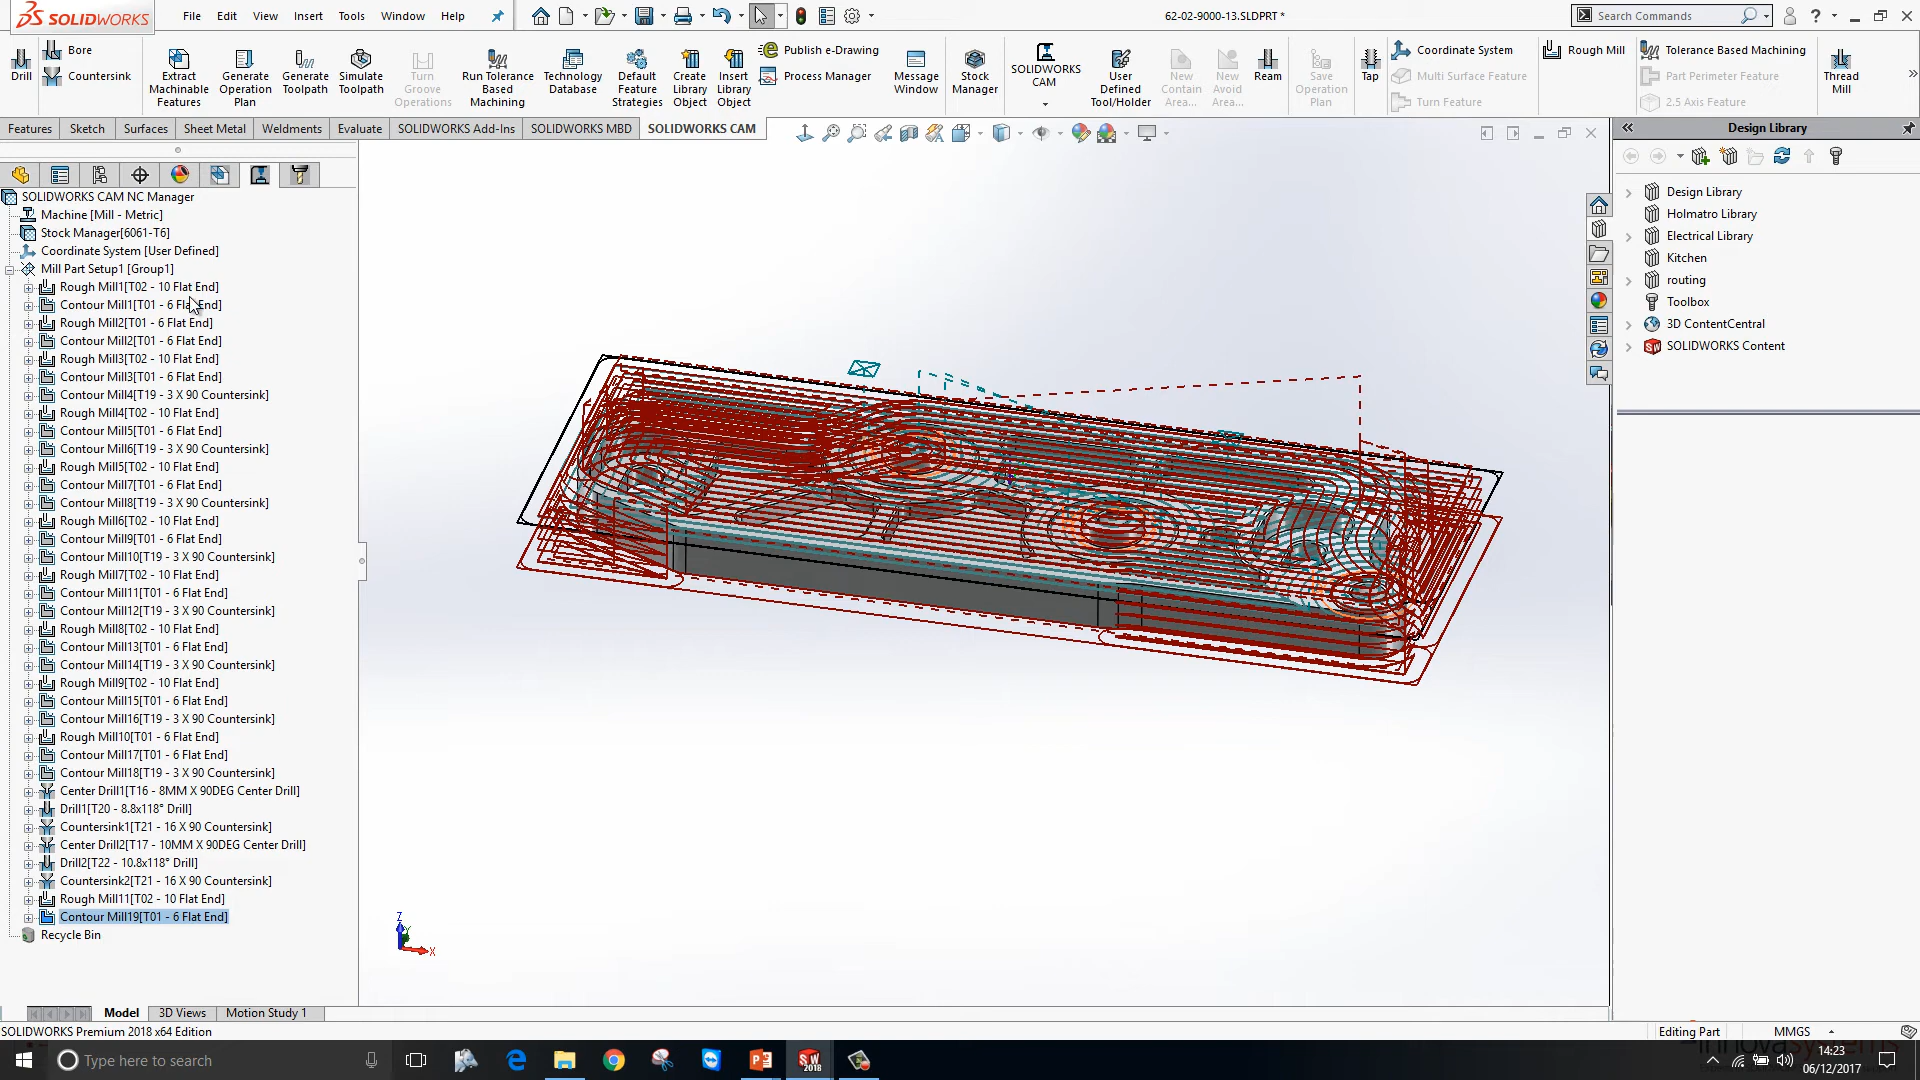 SOLIDWORKS
File Edit View Insert Tools Window Help
62-02-9000-13.SLDPRT *
Search Commands
Drill
Bore
Countersink
Extract Machinable Features
Generate Operation Plan
Generate Toolpath
Simulate Toolpath
Turn Groove Operations
Run Tolerance Based Machining
Technology Database
Default Feature Strategies
Create Library Object
Insert Library Object
Publish e-Drawing
Process Manager
Message Window
Stock Manager
SOLIDWORKS CAM
User Defined Tool/Holder
New Contain Area...
New Avoid Area...
Ream
Save Operation Plan
Tap
Coordinate System
Multi Surface Feature
Turn Feature
Rough Mill
Tolerance Based Machining
Part Perimeter Feature
2.5 Axis Feature
Thread Mill
Features Sketch Surfaces Sheet Metal Weldments Evaluate SOLIDWORKS Add-Ins SOLIDWORKS MBD SOLIDWORKS CAM
SOLIDWORKS CAM NC Manager
Machine [Mill - Metric]
Stock Manager[6061-T6]
Coordinate System [User Defined]
Mill Part Setup1 [Group1]
Rough Mill1[T02 - 10 Flat End]
Contour Mill1[T01 - 6 Flat End]
Rough Mill2[T01 - 6 Flat End]
Contour Mill2[T01 - 6 Flat End]
Rough Mill3[T02 - 10 Flat End]
Contour Mill3[T01 - 6 Flat End]
Contour Mill4[T19 - 3 X 90 Countersink]
Rough Mill4[T02 - 10 Flat End]
Contour Mill5[T01 - 6 Flat End]
Contour Mill6[T19 - 3 X 90 Countersink]
Rough Mill5[T02 - 10 Flat End]
Contour Mill7[T01 - 6 Flat End]
Contour Mill8[T19 - 3 X 90 Countersink]
Rough Mill6[T02 - 10 Flat End]
Contour Mill9[T01 - 6 Flat End]
Contour Mill10[T19 - 3 X 90 Countersink]
Rough Mill7[T02 - 10 Flat End]
Contour Mill11[T01 - 6 Flat End]
Contour Mill12[T19 - 3 X 90 Countersink]
Rough Mill8[T02 - 10 Flat End]
Contour Mill13[T01 - 6 Flat End]
Contour Mill14[T19 - 3 X 90 Countersink]
Rough Mill9[T02 - 10 Flat End]
Contour Mill15[T01 - 6 Flat End]
Contour Mill16[T19 - 3 X 90 Countersink]
Rough Mill10[T01 - 6 Flat End]
Contour Mill17[T01 - 6 Flat End]
Contour Mill18[T19 - 3 X 90 Countersink]
Center Drill1[T16 - 8MM X 90DEG Center Drill]
Drill1[T20 - 8.8x118° Drill]
Countersink1[T21 - 16 X 90 Countersink]
Center Drill2[T17 - 10MM X 90DEG Center Drill]
Drill2[T22 - 10.8x118° Drill]
Countersink2[T21 - 16 X 90 Countersink]
Rough Mill11[T02 - 10 Flat End]
Contour Mill19[T01 - 6 Flat End]
Recycle Bin
Z
Y
X
Design Library
Design Library
Holmatro Library
Electrical Library
Kitchen
routing
Toolbox
3D ContentCentral
SOLIDWORKS Content
Model 3D Views Motion Study 1
SOLIDWORKS Premium 2018 x64 Edition
Editing Part MMGS
Type here to search
14:23
06/12/2017